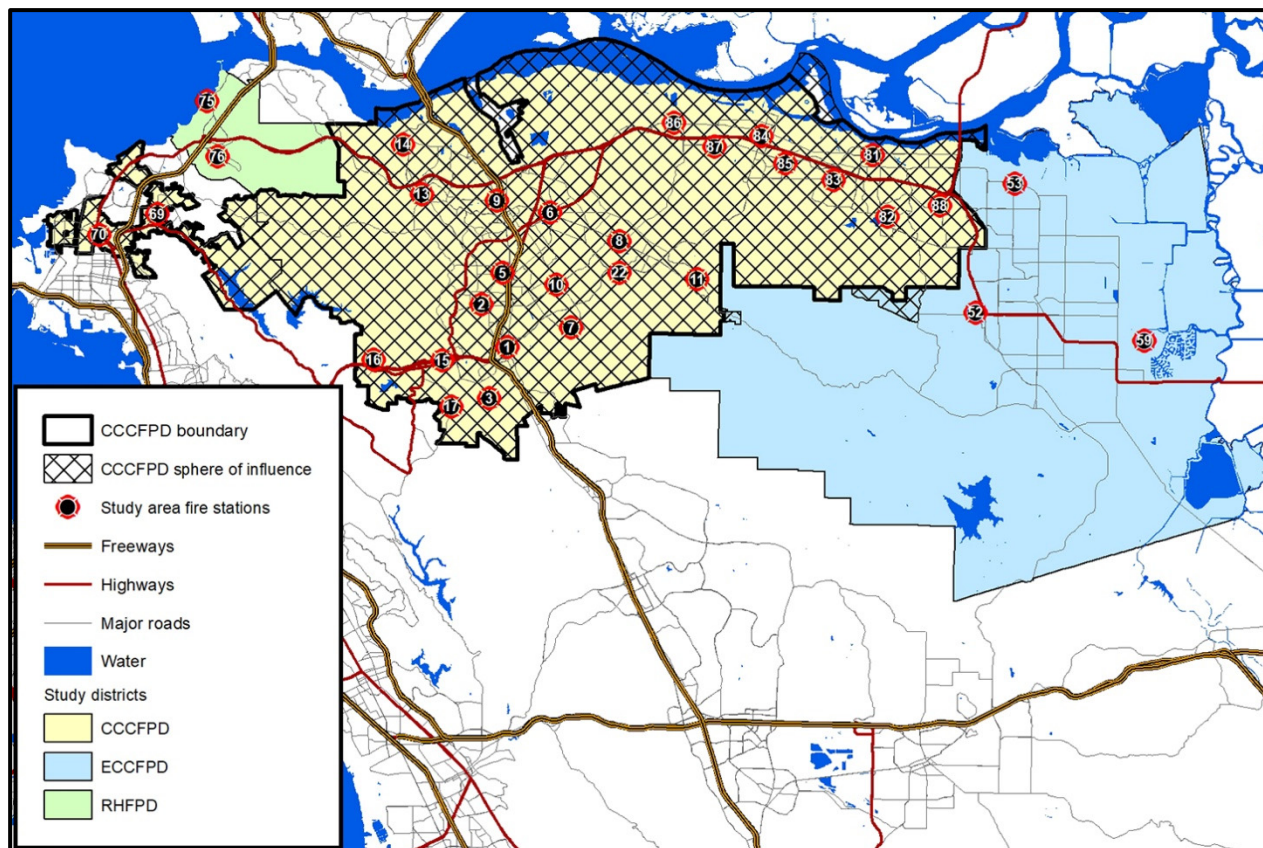 75
86
84
76
14
87
81
85
83
53
13
9
88
69
6
82
70
8
5
22
11
10
2
52
7
59
1
16
15
3
17
CCCFPD boundary
CCCFPD sphere of influence
Study area fire stations
Freeways
Highways
Major roads
Water
Study districts
CCCFPD
ECCFPD
RHFPD